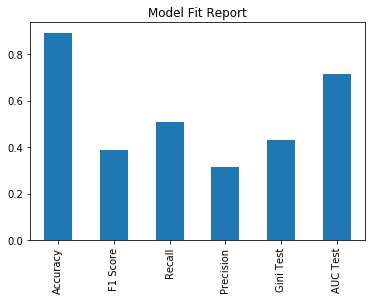 Model Fit Report
0.8
0.6
0.4
0.2
0.0
Accuracy
F1 Score
Recall
Precision
Gini Test
AUC Test